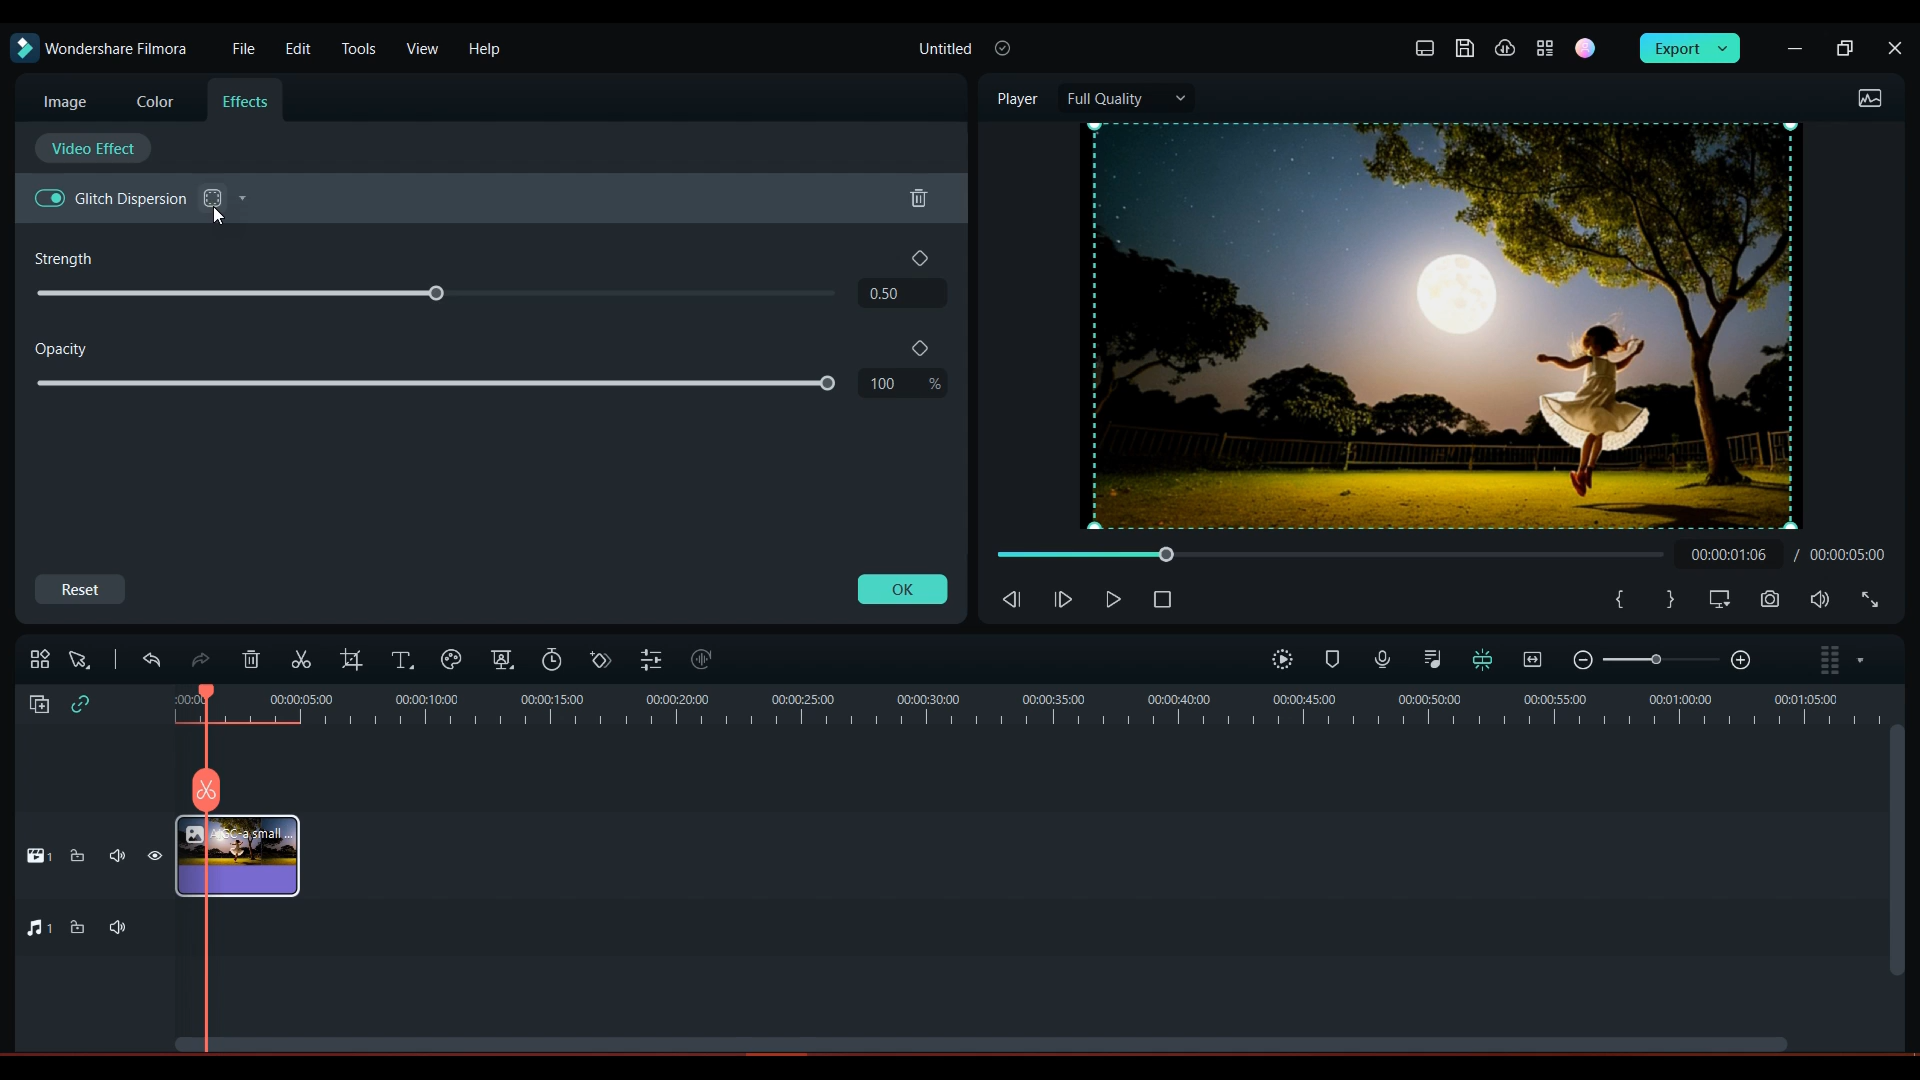 Wondershare Filmora File Edit Tools View Help Untitled Export
Image Color Effects
Player Full Quality
Video Effect
Glitch Dispersion
Strength
0.50
Opacity
100 %
Reset OK
00:00:01:06 / 00:00:05:00
:00:00 00:00:05:00 00:00:10:00 00:00:15:00 00:00:20:00 00:00:25:00 00:00:30:00 00:00:35:00 00:00:40:00 00:00:45:00 00:00:50:00 00:00:55:00 00:01:00:00 00:01:05:00
small ...
1
1